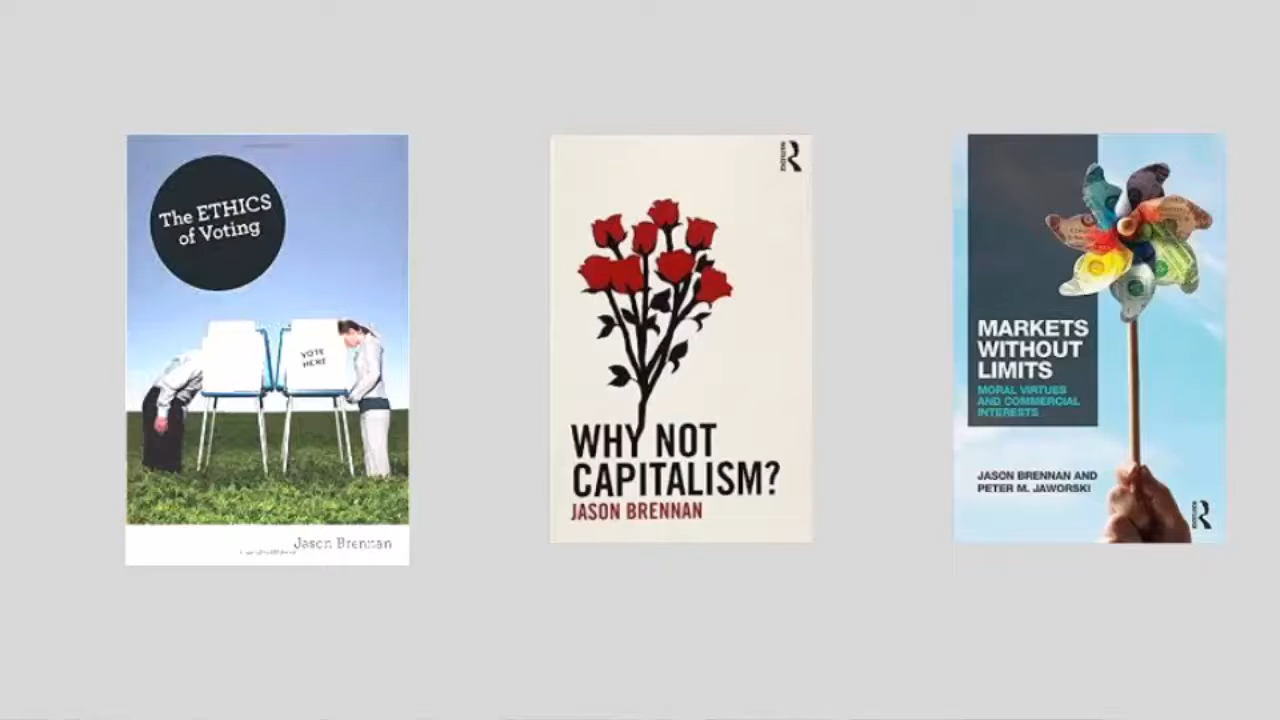 The ETHICS
of Voting
VOTE
HERE
Jason Brennan
WHY NOT
CAPITALISM?
JASON BRENNAN
MARKETS
WITHOUT
LIMITS
MORAL VIRTUES
AND COMMERCIAL
INTERESTS
JASON BRENNAN AND
PETER M. JAWORSKI